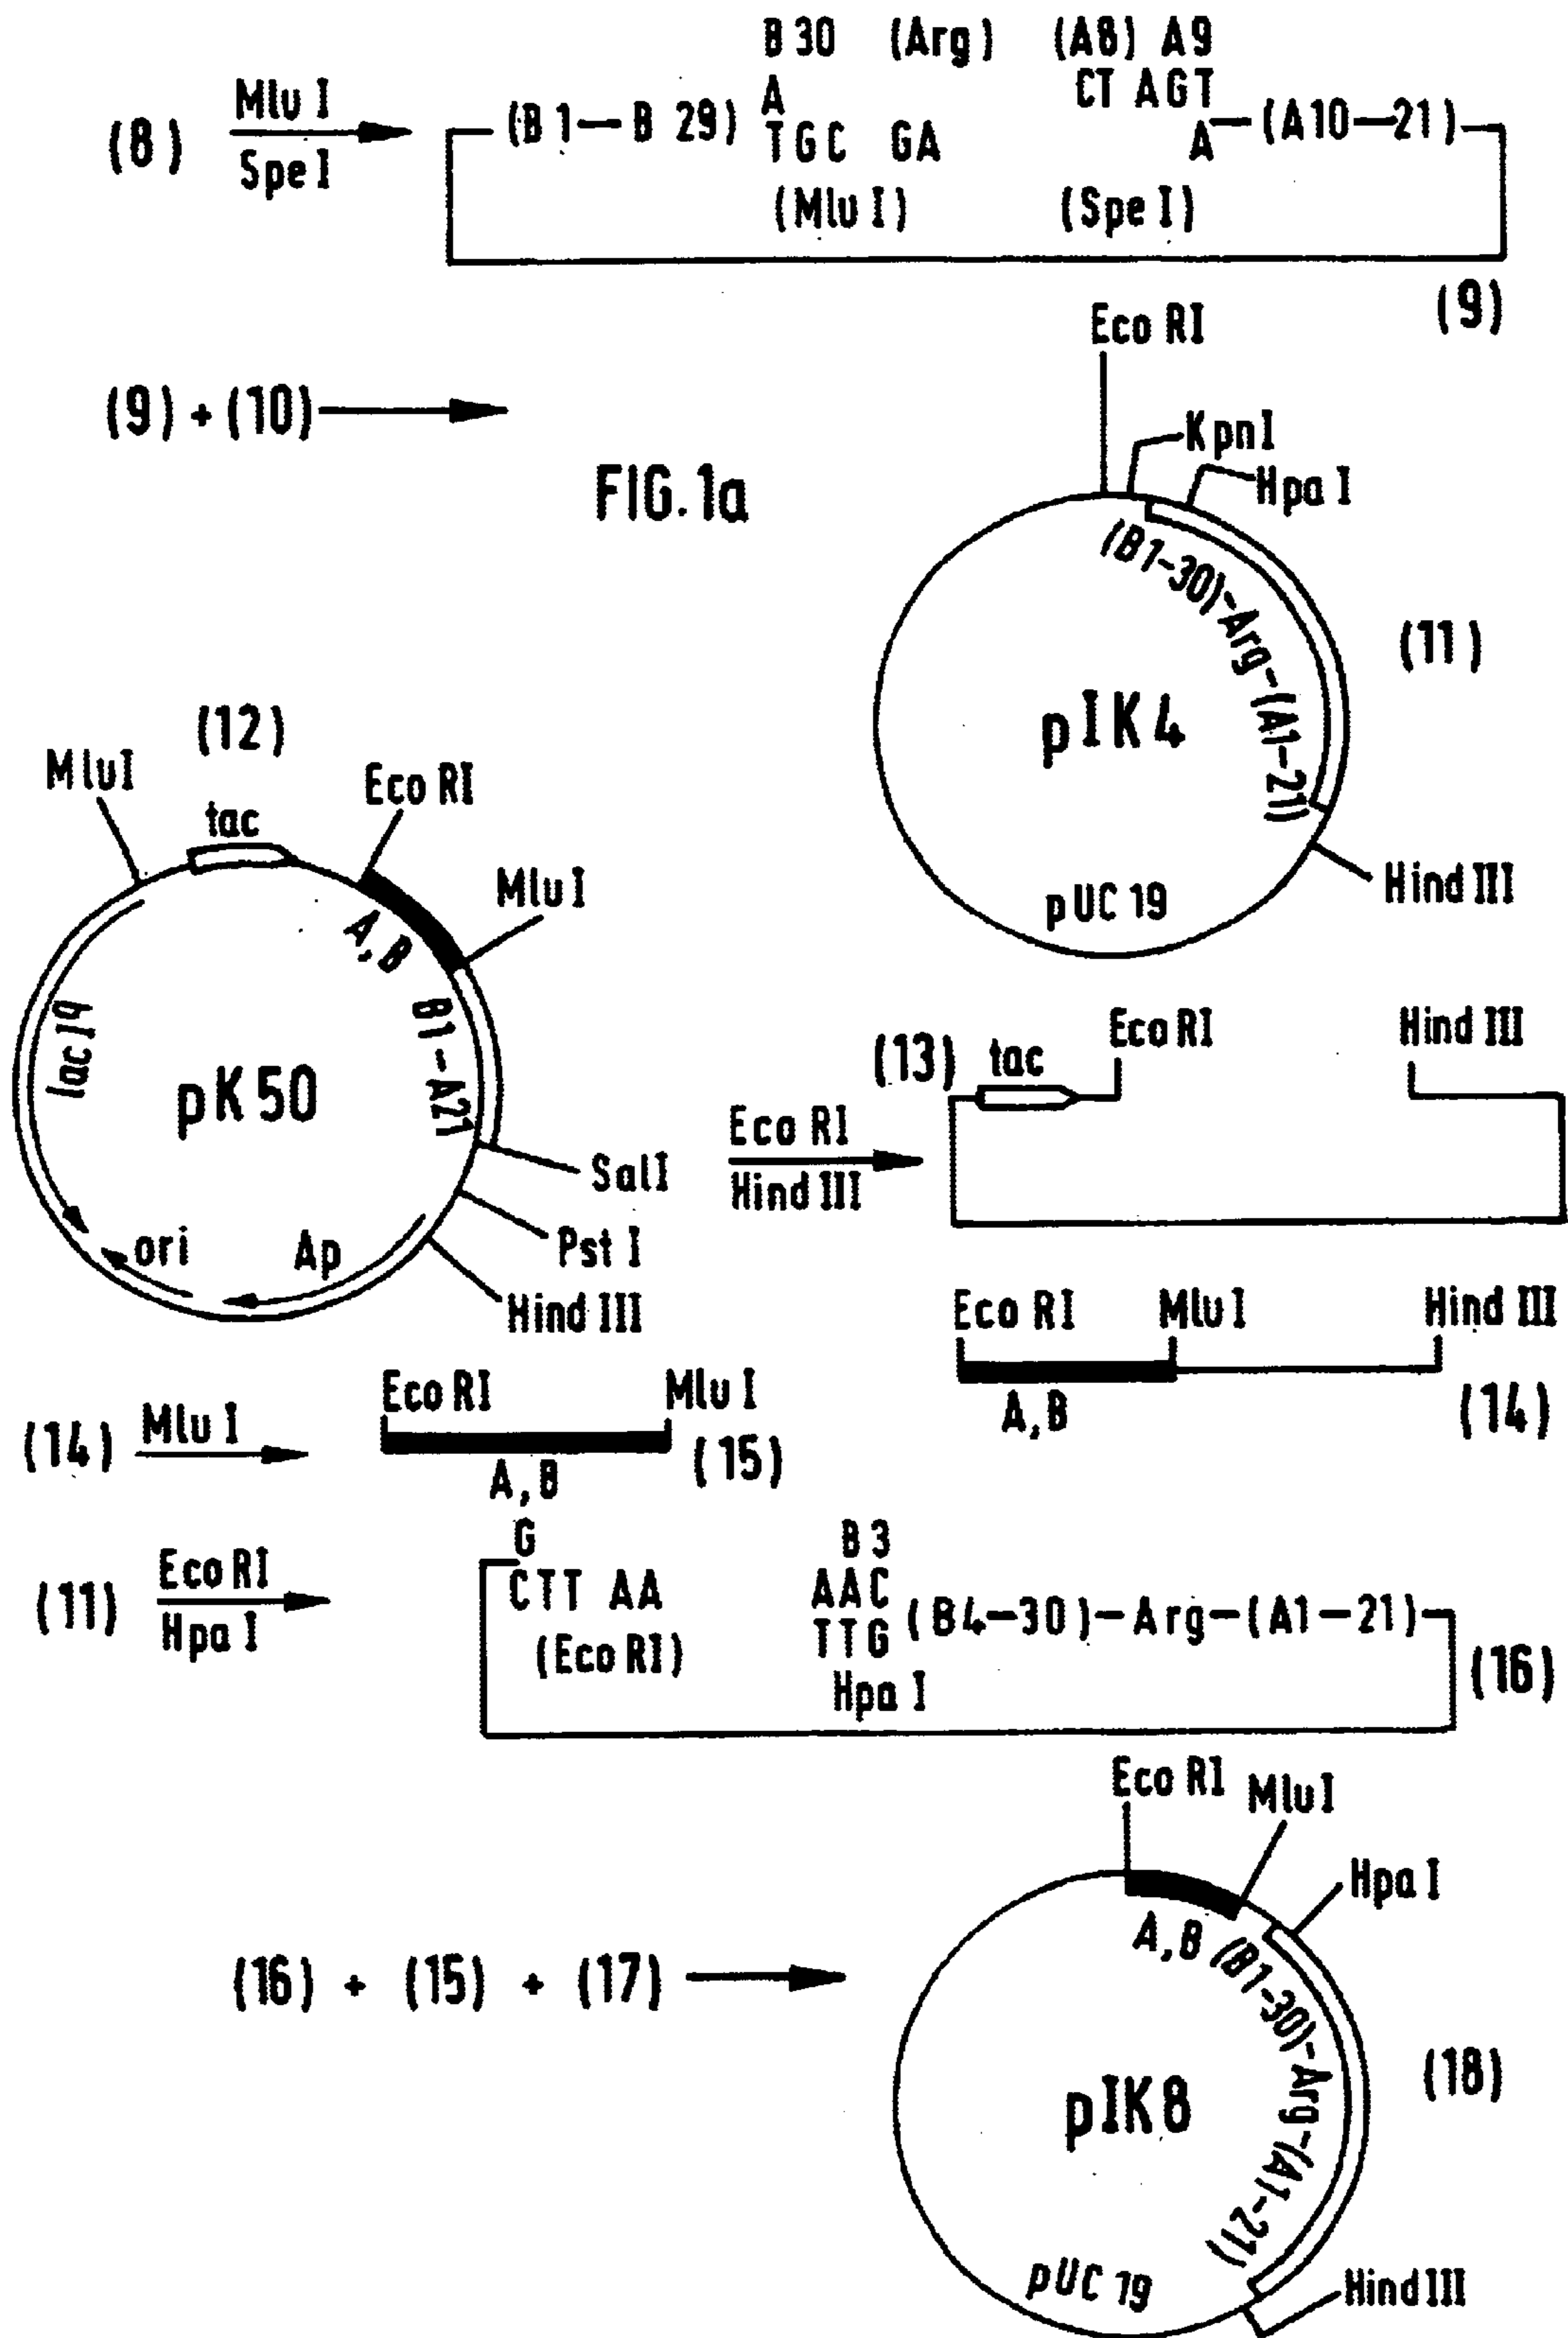 B 30 (Arg) (A8) A9
A CT AGT
(8) Mlu I
Spe I
(B 1—B 29) TGC GA A —(A10—21)
(Mlu I) (Spe I)
(9)
(9) + (10)
FIG. 1a
Eco RI
Kpn I
Hpa I
(B1-30)-Arg-(A1-21)
(11)
pIK4
pUC 19
Hind III
(12)
Mlu I
tac
Eco RI
Mlu I
A, B
lac Iq
B1-A21
pK 50
Sal I
Pst I
Hind III
ori
Ap
Eco RI
Hind III
(13)
tac
Eco RI
Hind III
Eco RI Mlu I Hind III
A, B
(14)
(14) Mlu I
Eco RI Mlu I
A, B
(15)
(11) Eco RI
Hpa I
G B 3
CTT AA AAC
TTG (B4—30)—Arg—(A1—21)
(Eco RI)
Hpa I
(16)
(16) + (15) + (17)
Eco RI
Mlu I
Hpa I
A, B
(B1-30)-Arg-(A1-21)
(18)
pIK8
pUC 19
Hind III